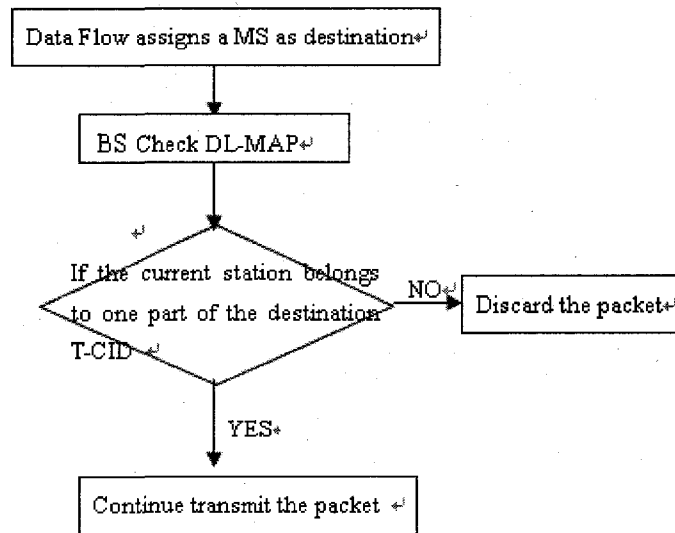 Data Flow assigns a MS as destination↵
BS Check DL-MAP↵
↵
If the current station belongs
to one part of the destination
T-CID ↵
NO↵
Discard the packet↵
YES↵
Continue transmit the packet ↵